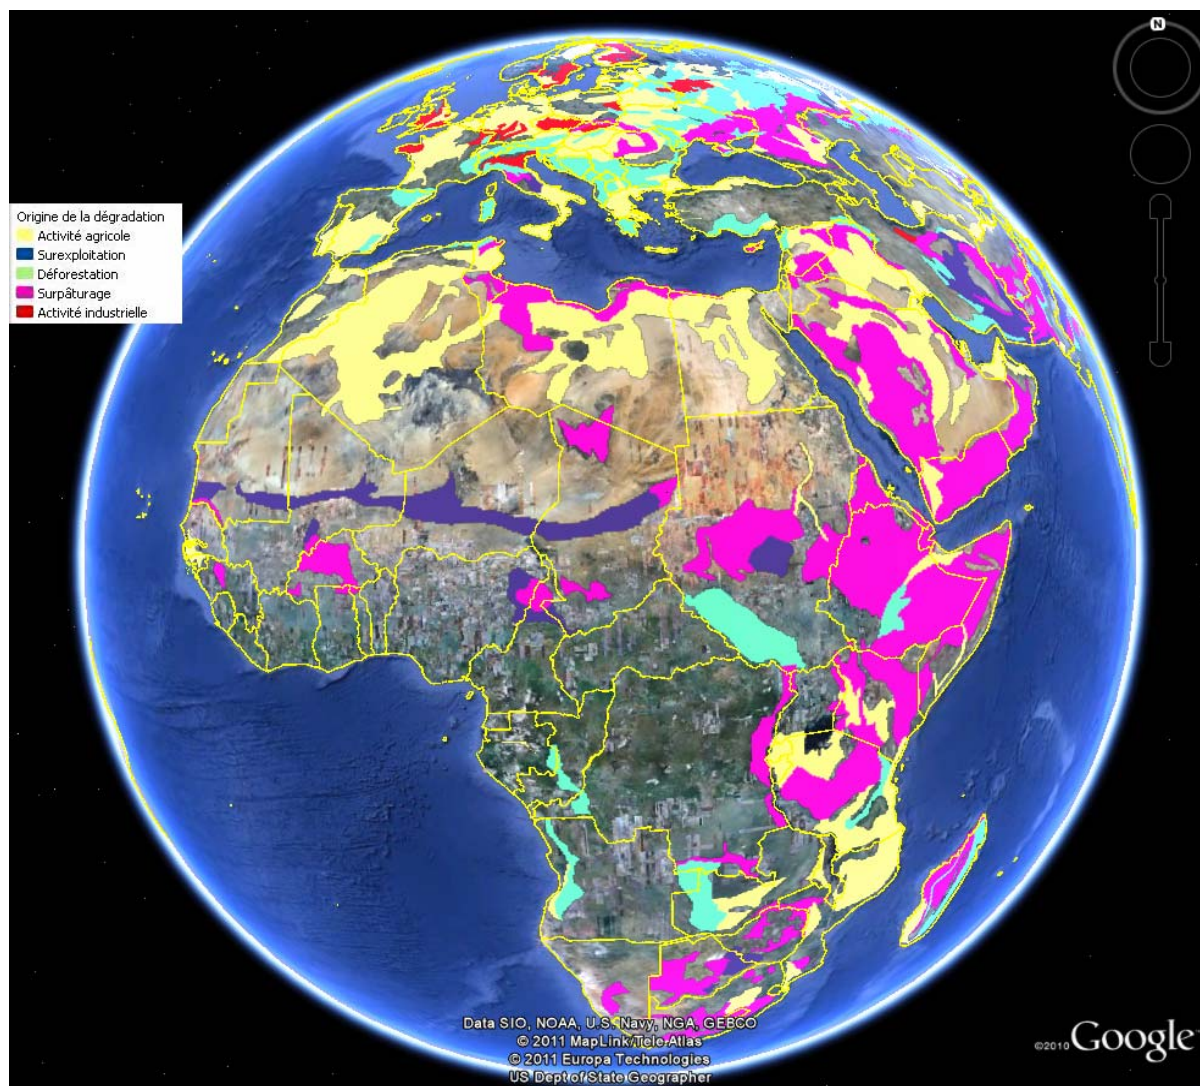 N
Origine de la dégradation
Activité agricole
Surexploitation
Déforestation
Surpâturage
Activité industrielle
Data SIO, NOAA, U.S. Navy, NGA, GEBCO
© 2011 MapLink/Tele Atlas
© 2011 Europa Technologies
US Dept of State Geographer
©2010 Google